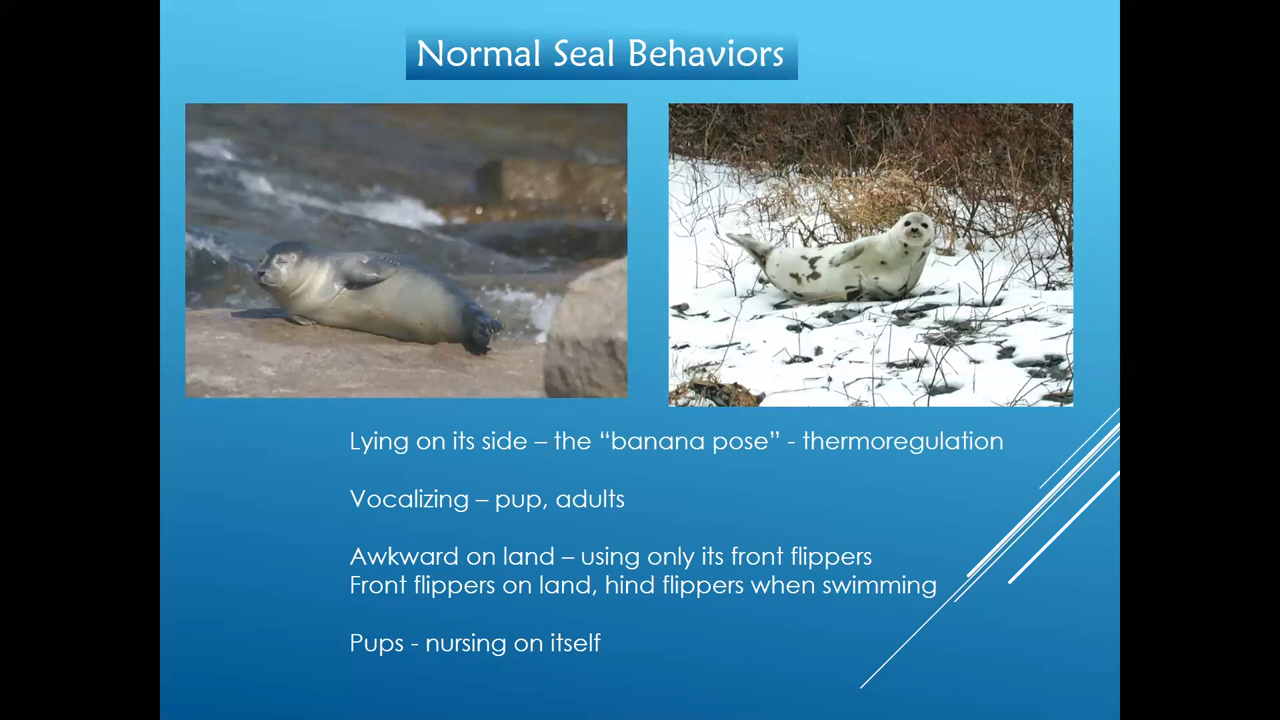 Normal Seal Behaviors
Lying on its side – the “banana pose” - thermoregulation
Vocalizing – pup, adults
Awkward on land – using only its front flippers
Front flippers on land, hind flippers when swimming
Pups - nursing on itself